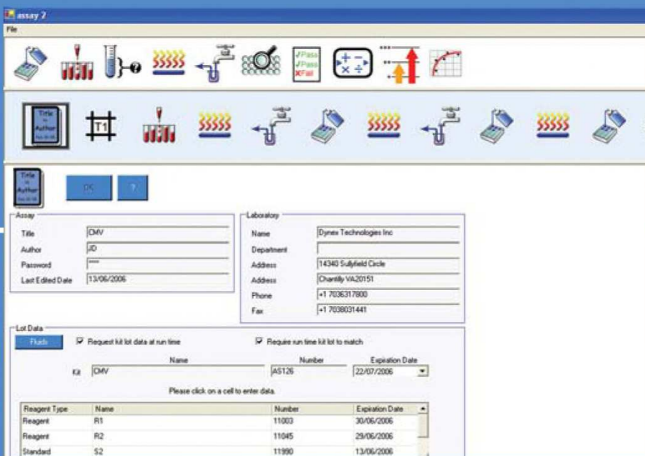 assay 2
File
Pass
Pass
Fail
Title
Author
T1
Title
Author
OK ?
Assay
Title CMV
Author JD
Password ****
Last Edited Date 13/06/2006
Laboratory
Name Dynex Technologies Inc
Department
Address 14340 Sullyfield Circle
Address Chantilly VA20151
Phone +1 7036317800
Fax +1 7038031441
Lot Data
Fluids Request kit lot data at run time Require run time kit lot to match
Name Number Expiration Date
Kit CMV AS126 22/07/2006
Please click on a cell to enter data.
Reagent Type Name Number Expiration Date
Reagent R1 11003 30/06/2006
Reagent R2 11045 29/06/2006
Standard S2 11990 13/06/2006